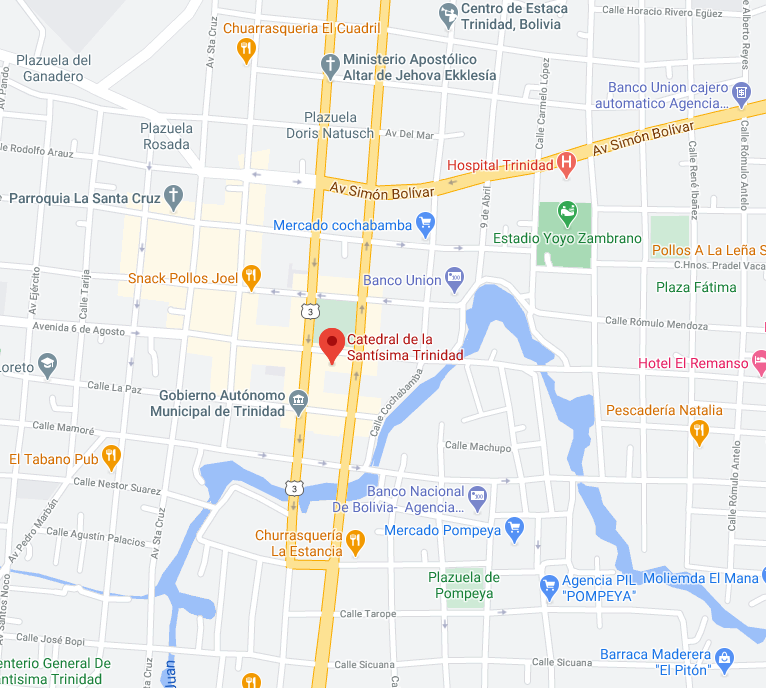 Calle Horacio Rivero Egüez
Centro de Estaca
Trinidad, Bolivia
Churrasqueria El Cuadril
Av Sta Cruz
Alberto Reyes
Plazuela del
Ganadero
Ministerio Apostólico
Altar de Jehova Ekklesía
Calle Carmelo López
Banco Union cajero
automatico Agencia...
Av Pando
Plazuela
Doris Natusch
Plazuela
Rosada
Av Del Mar
Av Simón Bolívar
le Rodolfo Arauz
Hospital Trinidad
Av Simón Bolívar
Calle René Ibañez
Calle Rómulo Antelo
Parroquia La Santa Cruz
9 de Abril
Mercado cochabamba
Estadio Yoyo Zambrano
Pollos A La Leña S
C.Hnos. Pradel Vaca
Snack Pollos Joel
Banco Union
Plaza Fátima
Av Ejército
Calle Tarija
3
Avenida 6 de Agosto
Calle Rómulo Mendoza
Catedral de la
Santísima Trinidad
Loreto
Hotel El Remanso
Calle La Paz
Gobierno Autónomo
Municipal de Trinidad
Calle Cochabamba
Pescadería Natalia
Calle Mamoré
Calle Machupo
El Tabano Pub
Calle Rómulo Antelo
Calle Nestor Suarez
3
Banco Nacional
De Bolivia- Agencia...
Av Pedro Marbán
Av Sta Cruz
Calle Agustín Palacios
Churrasquería
La Estancia
Mercado Pompeya
Plazuela de
Pompeya
Agencia PIL
"POMPEYA"
Moliemda El Mana
Av Santos Noco
Calle Tarope
Calle José Bopi
Barraca Maderera
"El Pitón"
enterio General De
antisima Trinidad
Sta Cruz
Juán
Calle Sicuana
Calle Sicuana